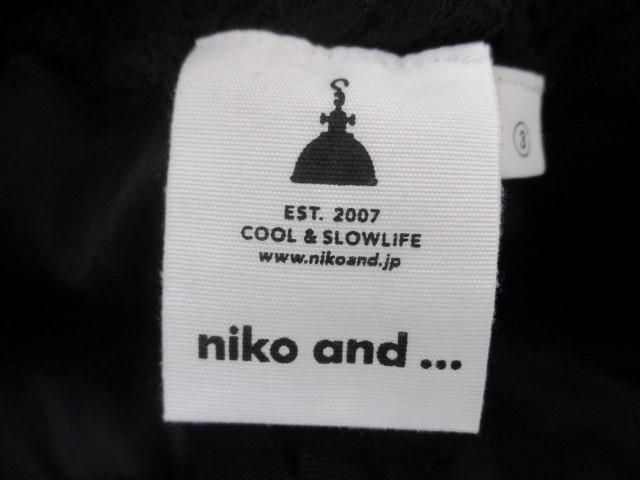 ③
EST. 2007
COOL & SLOWLIFE
www.nikoand.jp
niko and ...